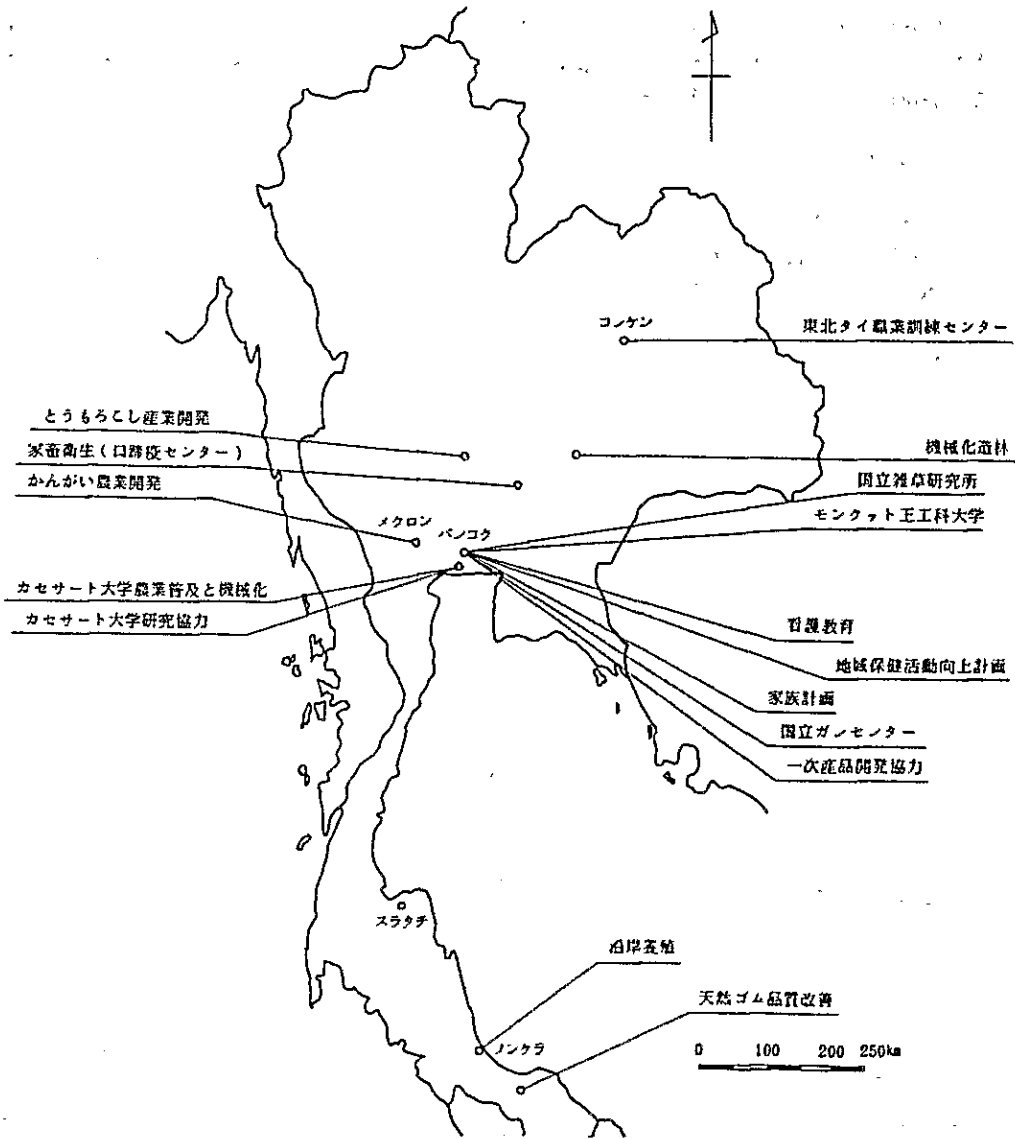 コンケン
東北タイ職業訓練センター
とうもろこし産業開発
家畜衛生(口蹄疫センター)
かんがい農業開発
機械化造林
国立雑草研究所
モンクット王工科大学
メクロン
バンコク
カセサート大学農業普及と機械化
カセサート大学研究協力
看護教育
地域保健活動向上計画
家族計画
国立ガンセンター
一次産品開発協力
スラタチ
沿岸養殖
天然ゴム品質改善
ソンクラ
0 100 200 250km